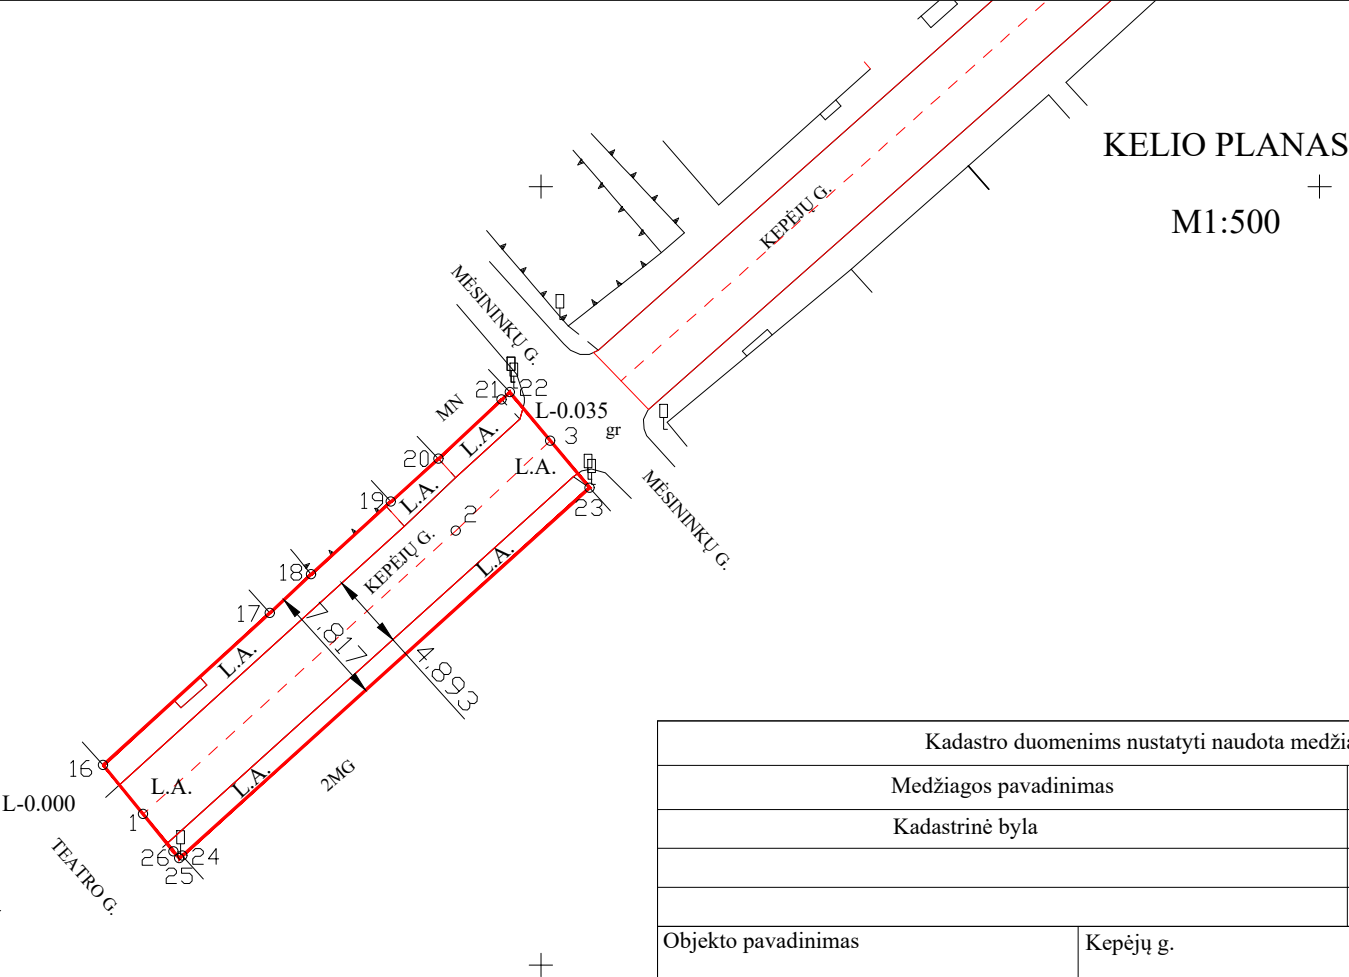 KELIO PLANAS
M1:500
KEPĖJŲ G.
MĖSININKŲ G.
21
22
MN
L-0.035
gr
3
L.A.
L.A.
20
L.A.
19
23
MĖSININKŲ G.
2
KEPĖJŲ G.
L.A.
18
17
7,817
4,893
L.A.
16
L.A.
L.A.
2MG
L-0.000
1
26
24
25
TEATRO G.
Kadastro duomenims nustatyti naudota medžia
Medžiagos pavadinimas
Kadastrinė byla
Objekto pavadinimas
Kepėjų g.